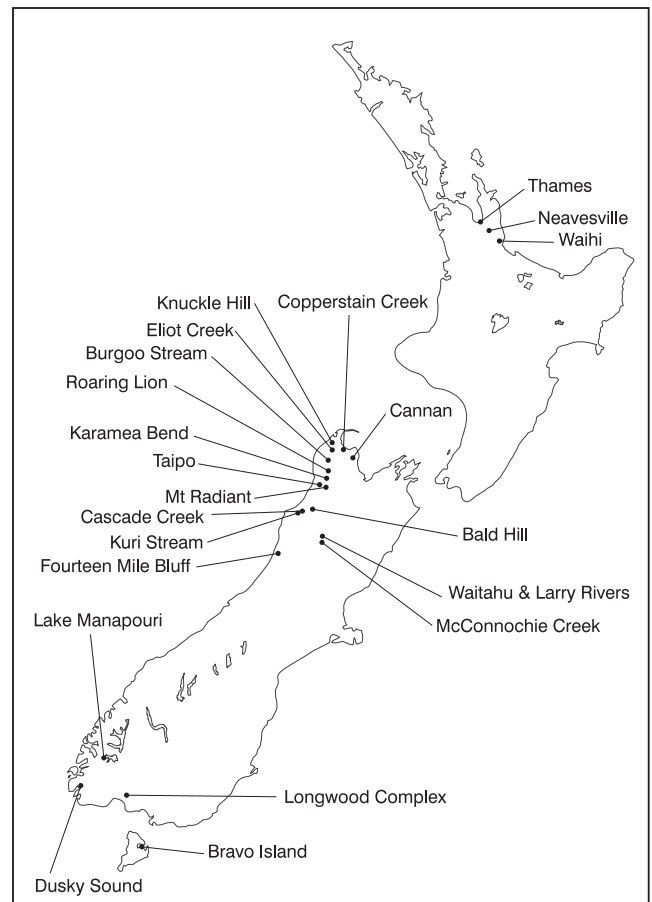 Thames
Neavesville
Waihi
Knuckle Hill
Copperstain Creek
Eliot Creek
Burgoo Stream
Roaring Lion
Cannan
Karamea Bend
Taipo
Mt Radiant
Cascade Creek
Kuri Stream
Bald Hill
Fourteen Mile Bluff
Waitahu & Larry Rivers
McConnochie Creek
Lake Manapouri
Longwood Complex
Bravo Island
Dusky Sound